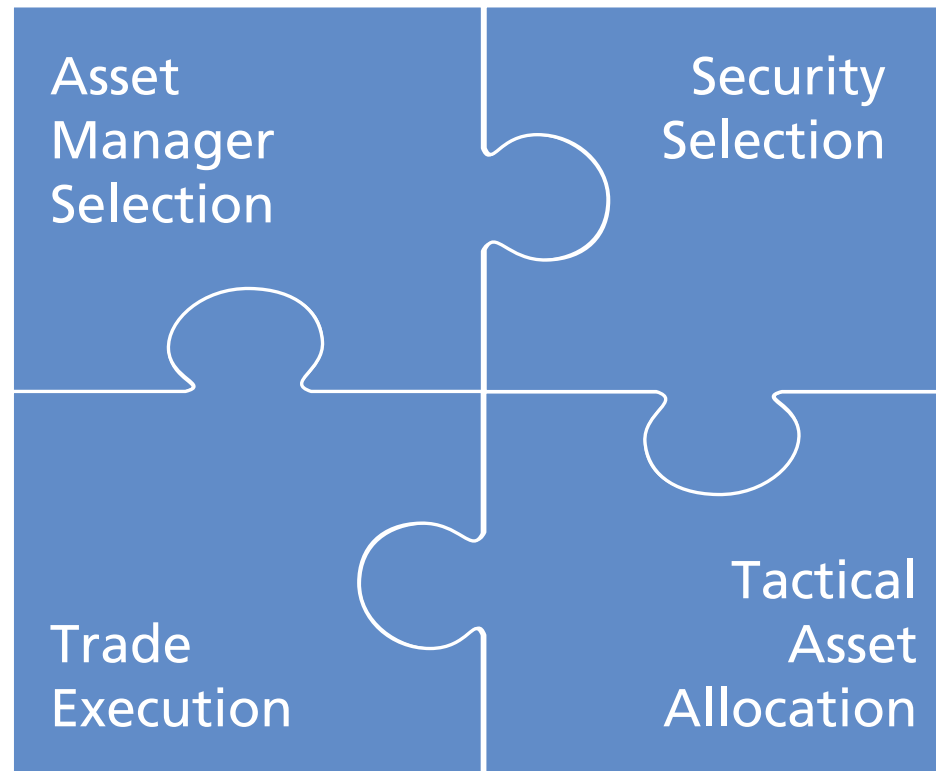 Asset
Manager
Selection
Security
Selection
Trade
Execution
Tactical
Asset
Allocation